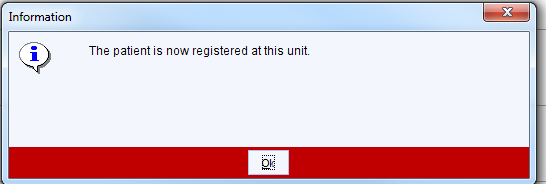 Information
The patient is now registered at this unit.
Ok